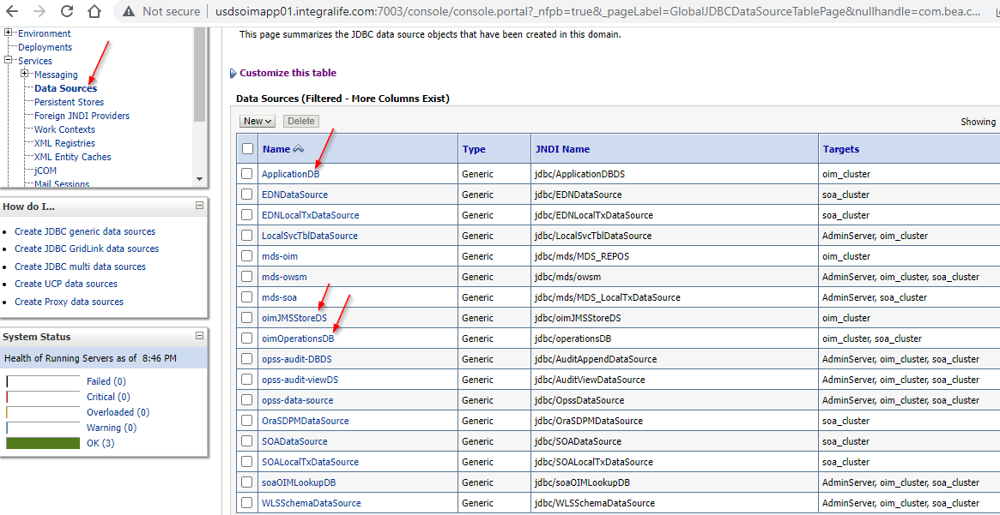 Not secure usdsoimapp01.integralife.com:7003/console/console.portal?_nfpb=true&_pageLabel=GlobalJDBCDataSourceTablePage&nullhandle=com.bea.c...
Environment
Deployments
Services
Messaging
Data Sources
Persistent Stores
Foreign JNDI Providers
Work Contexts
XML Registries
XML Entity Caches
jCOM
Mail Sessions
How do I...
Create JDBC generic data sources
Create JDBC GridLink data sources
Create JDBC multi data sources
Create UCP data sources
Create Proxy data sources
System Status
Health of Running Servers as of 8:46 PM
Failed (0)
Critical (0)
Overloaded (0)
Warning (0)
OK (3)
This page summarizes the JDBC data source objects that have been created in this domain.
Customize this table
Data Sources (Filtered - More Columns Exist)
New Delete Showing
Name Type JNDI Name Targets
ApplicationDB Generic jdbc/ApplicationDBDS oim_cluster
EDNDataSource Generic jdbc/EDNDataSource soa_cluster
EDNLocalTxDataSource Generic jdbc/EDNLocalTxDataSource soa_cluster
LocalSvcTblDataSource Generic jdbc/LocalSvcTblDataSource AdminServer, oim_cluster
mds-oim Generic jdbc/mds/MDS_REPOS oim_cluster
mds-owsm Generic jdbc/mds/owsm AdminServer, oim_cluster, soa_cluster
mds-soa Generic jdbc/mds/MDS_LocalTxDataSource AdminServer, soa_cluster
oimJMSStoreDS Generic jdbc/oimJMSStoreDS oim_cluster
oimOperationsDB Generic jdbc/operationsDB oim_cluster, soa_cluster
opss-audit-DBDS Generic jdbc/AuditAppendDataSource AdminServer, oim_cluster, soa_cluster
opss-audit-viewDS Generic jdbc/AuditViewDataSource AdminServer, oim_cluster, soa_cluster
opss-data-source Generic jdbc/OpssDataSource AdminServer, oim_cluster, soa_cluster
OraSDPMDataSource Generic jdbc/OraSDPMDataSource soa_cluster
SOADataSource Generic jdbc/SOADataSource soa_cluster
SOALocalTxDataSource Generic jdbc/SOALocalTxDataSource soa_cluster
soaOIMLookupDB Generic jdbc/soaOIMLookupDB AdminServer, oim_cluster, soa_cluster
WLSSchemaDataSource Generic jdbc/WLSSchemaDataSource AdminServer, oim_cluster, soa_cluster